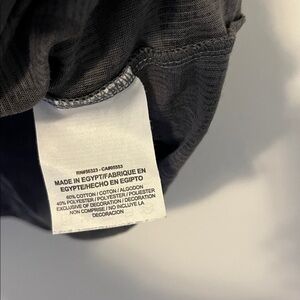 RN#56323 - CA#05553
MADE IN EGYPT/FABRIQUE EN
EGYPTE/HECHO EN EGIPTO
60% COTTON / COTON / ALGODON
40% POLYESTER / POLYESTER / POLIESTER
EXCLUSIVE OF DECORATION / DECORATION
NON COMPRISE / NO INCLUYE LA
DECORACION